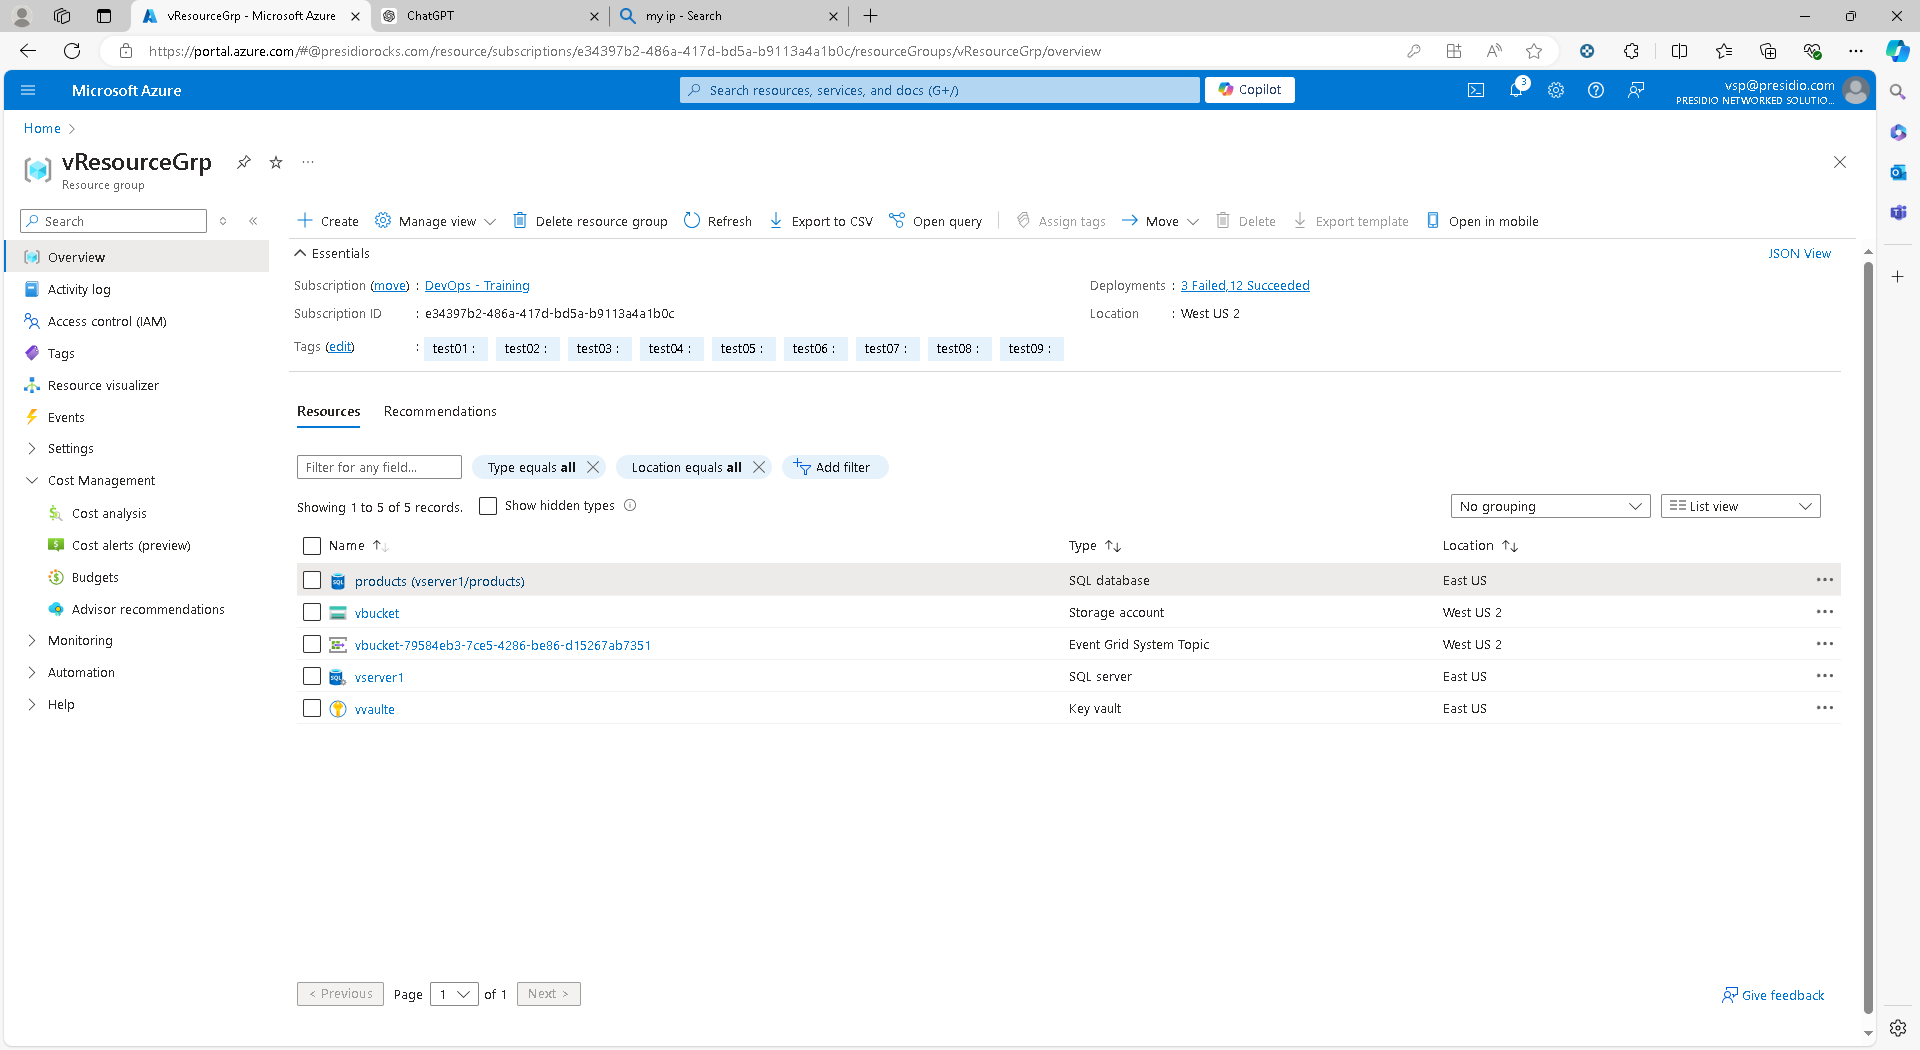 vResourceGrp - Microsoft Azure
ChatGPT
my ip - Search
https://portal.azure.com/#@presidiorocks.com/resource/subscriptions/e34397b2-486a-417d-bd5a-b9113a4a1b0c/resourceGroups/vResourceGrp/overview
Microsoft Azure
Search resources, services, and docs (G+/)
Copilot
3
vsp@presidio.com
PRESIDIO NETWORKED SOLUTIO...
Home
vResourceGrp
Resource group
Search
Create
Manage view
Delete resource group
Refresh
Export to CSV
Open query
Assign tags
Move
Delete
Export template
Open in mobile
Overview
Activity log
Access control (IAM)
Tags
Resource visualizer
Events
Settings
Cost Management
Cost analysis
Cost alerts (preview)
Budgets
Advisor recommendations
Monitoring
Automation
Help
Essentials
JSON View
Subscription (move) : DevOps - Training
Deployments : 3 Failed,12 Succeeded
Subscription ID : e34397b2-486a-417d-bd5a-b9113a4a1b0c
Location : West US 2
Tags (edit) : test01 : test02 : test03 : test04 : test05 : test06 : test07 : test08 : test09 :
Resources
Recommendations
Filter for any field...
Type equals all
Location equals all
Add filter
Showing 1 to 5 of 5 records.
Show hidden types
No grouping
List view
Name Type Location
products (vserver1/products) SQL database East US
vbucket Storage account West US 2
vbucket-79584eb3-7ce5-4286-be86-d15267ab7351 Event Grid System Topic West US 2
vserver1 SQL server East US
vvaulte Key vault East US
< Previous Page 1 of 1 Next >
Give feedback